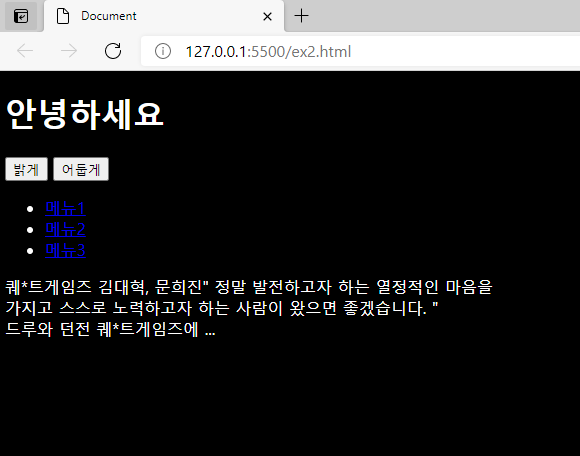 Document
127.0.0.1:5500/ex2.html
안녕하세요
밝게 어둡게
메뉴1
메뉴2
메뉴3
퀘*트게임즈 김대혁, 문희진" 정말 발전하고자 하는 열정적인 마음을
가지고 스스로 노력하고자 하는 사람이 왔으면 좋겠습니다. "
드루와 던전 퀘*트게임즈에 ...